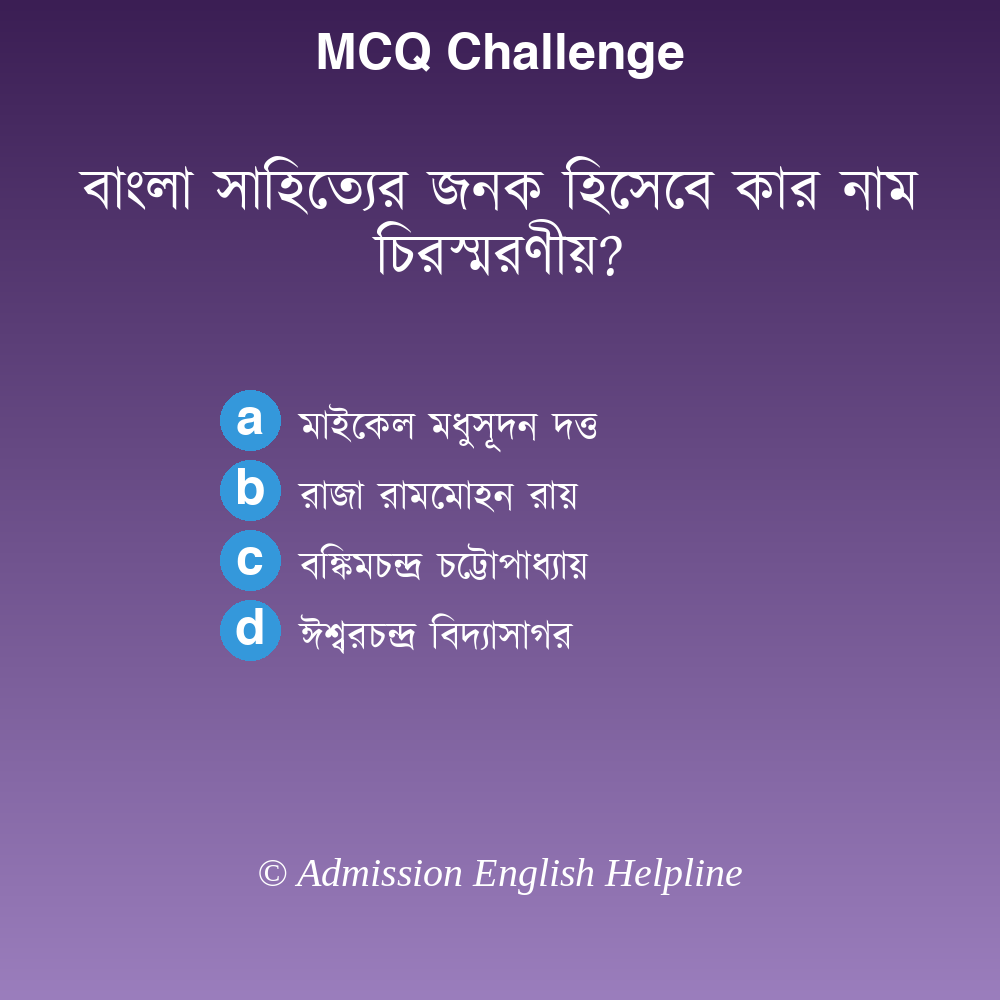 MCQ Challenge
বাংলা সাহিত্যের জনক হিসেবে কার নাম
চিরস্মরণীয়?
a মাইকেল মধুসূদন দত্ত
b রাজা রামমোহন রায়
c বঙ্কিমচন্দ্র চট্টোপাধ্যায়
d ঈশ্বরচন্দ্র বিদ্যাসাগর
© Admission English Helpline